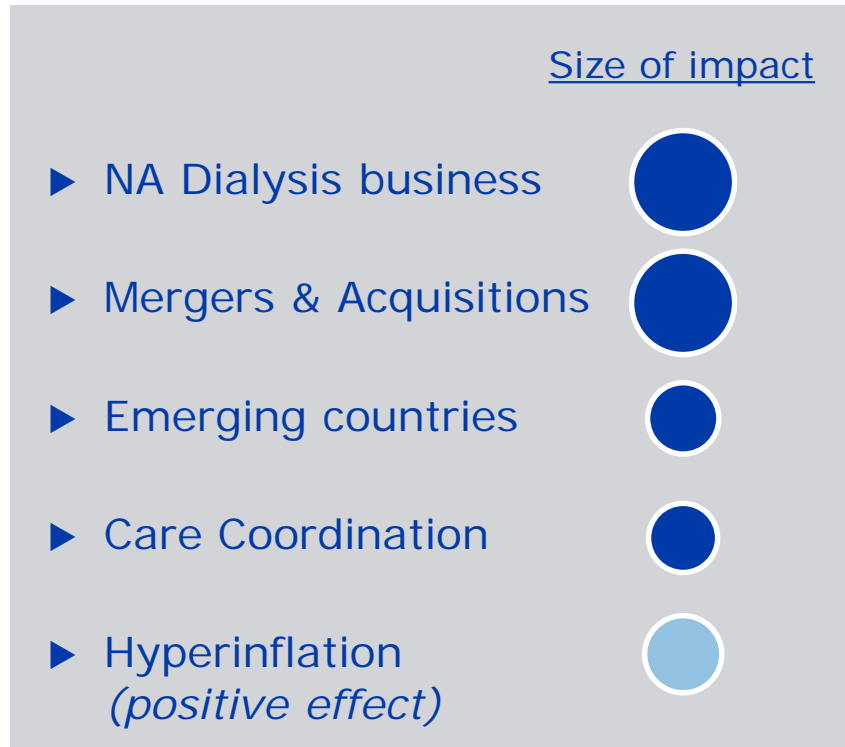 Size of impact
NA Dialysis business
Mergers & Acquisitions
Emerging countries
Care Coordination
Hyperinflation
(positive effect)